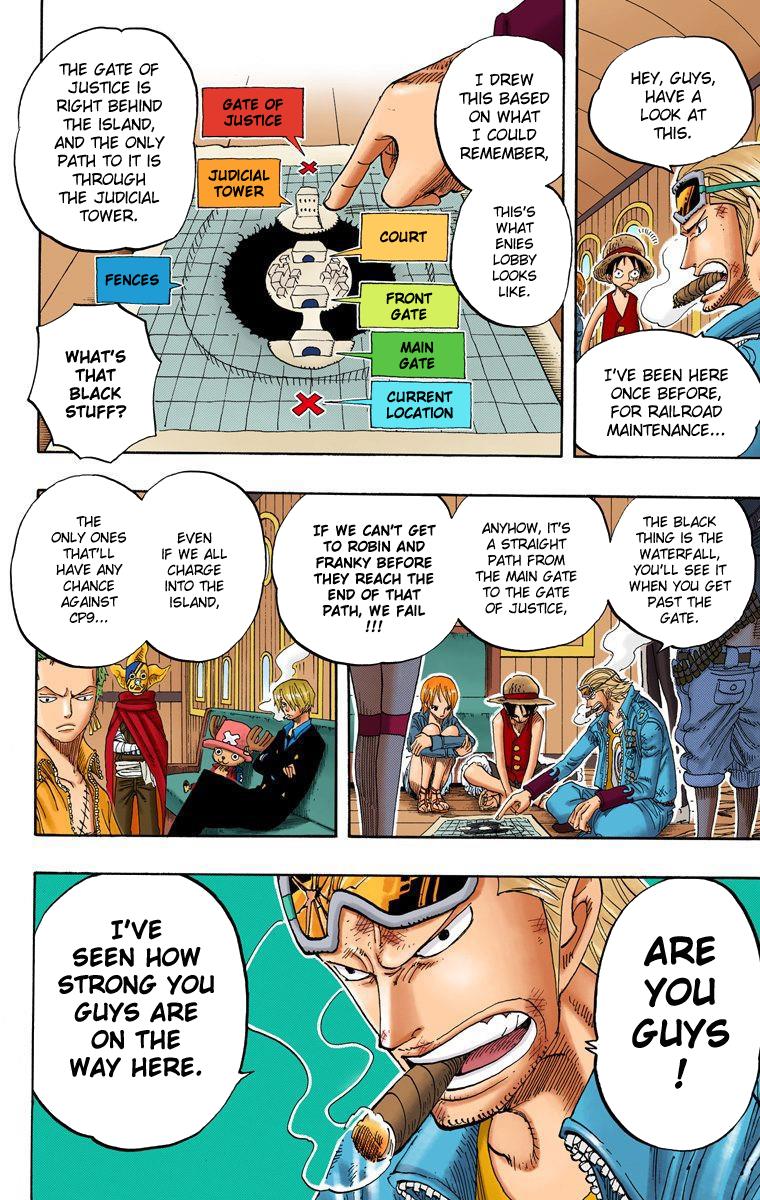 HEY, GUYS,
HAVE A
LOOK AT
THIS.
I'VE BEEN HERE
ONCE BEFORE,
FOR RAILROAD
MAINTENANCE...
I DREW
THIS BASED
ON WHAT
I COULD
REMEMBER,
THIS'S
WHAT
ENIES
LOBBY
LOOKS
LIKE.
THE GATE OF
JUSTICE IS
RIGHT BEHIND
THE ISLAND,
AND THE ONLY
PATH TO IT IS
THROUGH
THE JUDICIAL
TOWER.
GATE OF
JUSTICE
JUDICIAL
TOWER
COURT
FENCES
FRONT
GATE
MAIN
GATE
CURRENT
LOCATION
WHAT'S
THAT
BLACK
STUFF?
THE BLACK
THING IS THE
WATERFALL,
YOU'LL SEE IT
WHEN YOU GET
PAST THE
GATE.
ANYHOW, IT'S
A STRAIGHT
PATH FROM
THE MAIN GATE
TO THE GATE
OF JUSTICE,
IF WE CAN'T GET
TO ROBIN AND
FRANKY BEFORE
THEY REACH THE
END OF THAT
PATH, WE FAIL
!!!
EVEN
IF WE ALL
CHARGE
INTO THE
ISLAND,
THE
ONLY ONES
THAT'LL
HAVE ANY
CHANCE
AGAINST
CP9...
ARE
YOU
GUYS
!
I'VE
SEEN HOW
STRONG YOU
GUYS ARE
ON THE
WAY HERE.